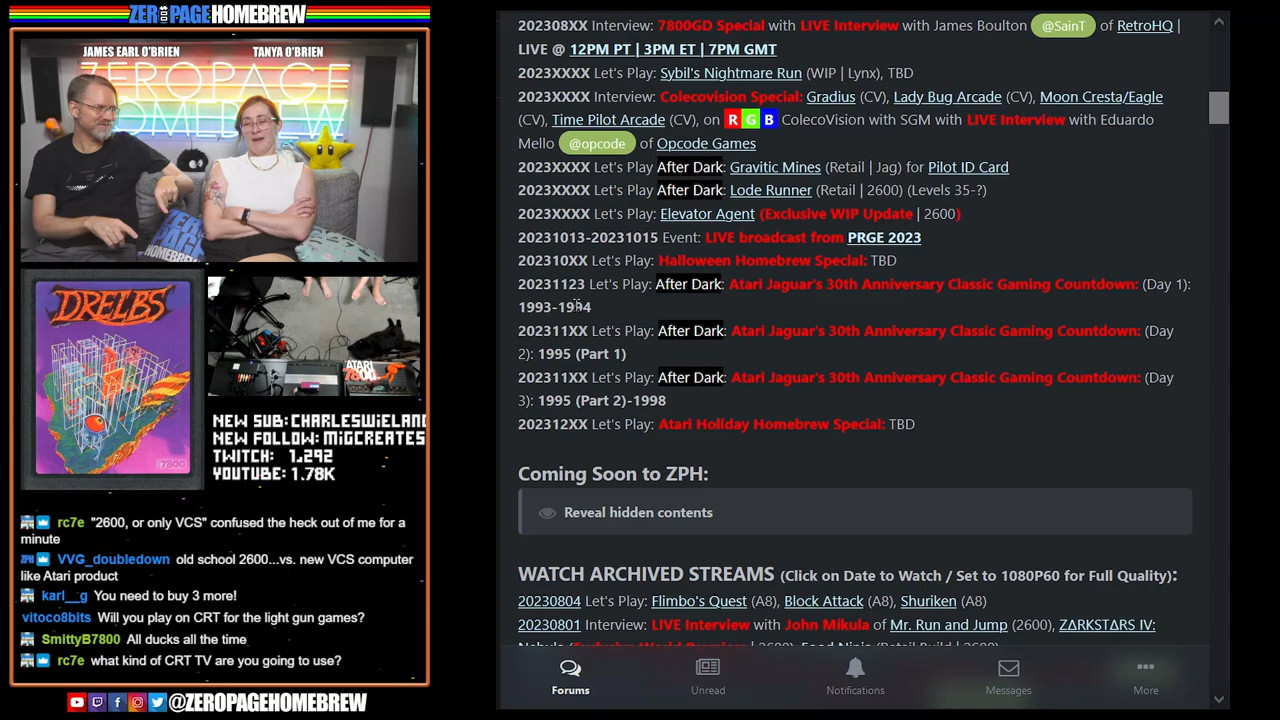 ZEROPAGEHOMEBREW
JAMES EARL O'BRIEN
TANYA O'BRIEN
ZEROPAGE
HOMEBREW
DRELBS
7800
ATARI
7800
NEW SUB:CHARLESWIELAND
NEW FOLLOW:MIGCREATES
TWITCH: 1,292
YOUTUBE: 1.78K
rc7e "2600, or only VCS" confused the heck out of me for a
minute
VVG_doubledown old school 2600...vs. new VCS computer
like Atari product
karl__g You need to buy 3 more!
vitoco8bits Will you play on CRT for the light gun games?
SmittyB7800 All ducks all the time
rc7e what kind of CRT TV are you going to use?
@ZEROPAGEHOMEBREW
202308XX Interview: 7800GD Special with LIVE Interview with James Boulton @SainT of RetroHQ |
LIVE @ 12PM PT | 3PM ET | 7PM GMT
2023XXXX Let's Play: Sybil's Nightmare Run (WIP | Lynx), TBD
2023XXXX Interview: Colecovision Special: Gradius (CV), Lady Bug Arcade (CV), Moon Cresta/Eagle
(CV), Time Pilot Arcade (CV), on R G B ColecoVision with SGM with LIVE Interview with Eduardo
Mello @opcode of Opcode Games
2023XXXX Let's Play After Dark: Gravitic Mines (Retail | Jag) for Pilot ID Card
2023XXXX Let's Play After Dark: Lode Runner (Retail | 2600) (Levels 35-?)
2023XXXX Let's Play: Elevator Agent (Exclusive WIP Update | 2600)
20231013-20231015 Event: LIVE broadcast from PRGE 2023
202310XX Let's Play: Halloween Homebrew Special: TBD
20231123 Let's Play: After Dark: Atari Jaguar's 30th Anniversary Classic Gaming Countdown: (Day 1):
1993-1994
202311XX Let's Play: After Dark: Atari Jaguar's 30th Anniversary Classic Gaming Countdown: (Day
2): 1995 (Part 1)
202311XX Let's Play: After Dark: Atari Jaguar's 30th Anniversary Classic Gaming Countdown: (Day
3): 1995 (Part 2)-1998
202312XX Let's Play: Atari Holiday Homebrew Special: TBD
Coming Soon to ZPH:
Reveal hidden contents
WATCH ARCHIVED STREAMS (Click on Date to Watch / Set to 1080P60 for Full Quality):
20230804 Let's Play: Flimbo's Quest (A8), Block Attack (A8), Shuriken (A8)
20230801 Interview: LIVE Interview with John Mikula of Mr. Run and Jump (2600), ZΔRKSTΔRS IV:
Forums
Unread
Notifications
Messages
More